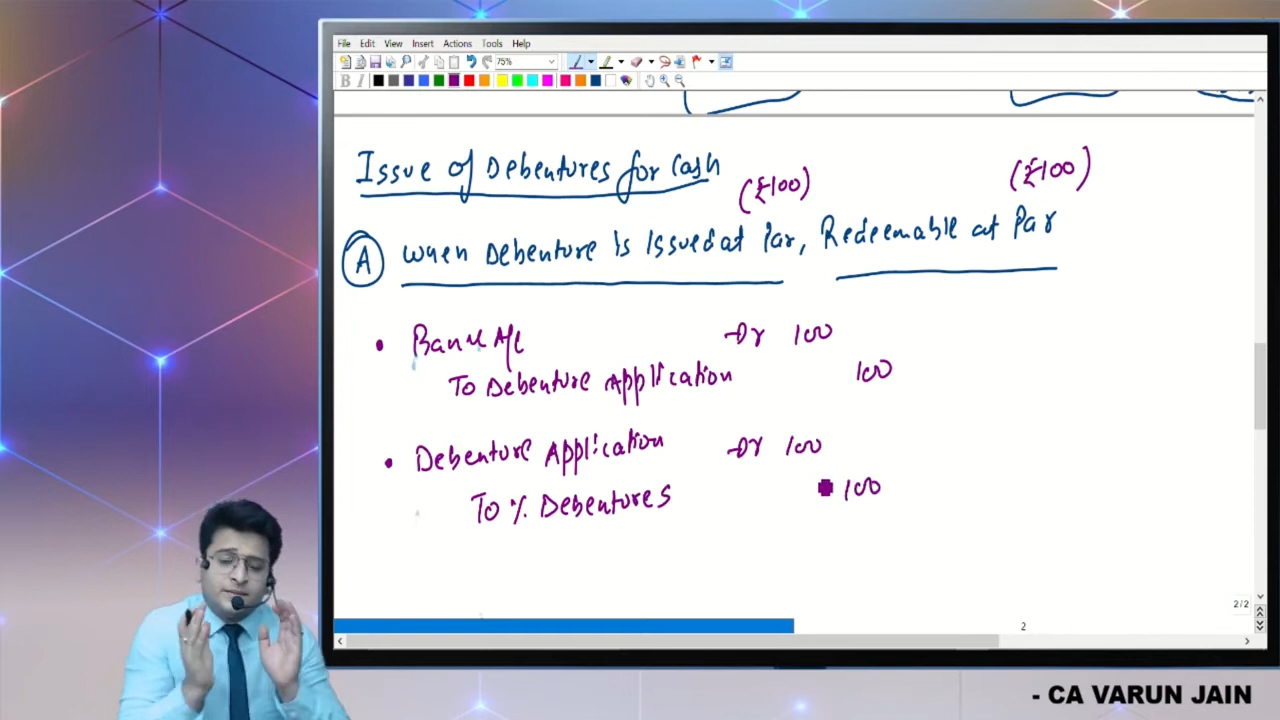 File Edit View Insert Actions Tools Help
75%
B I
Issue of Debentures for Cash
(₹100) (₹100)
A When Debenture is Issued at Par, Redeemable at Par
• Bank A/c Dr 100
To Debenture Application 100
• Debenture Application Dr 100
To % Debentures 100
2/2
2
- CA VARUN JAIN